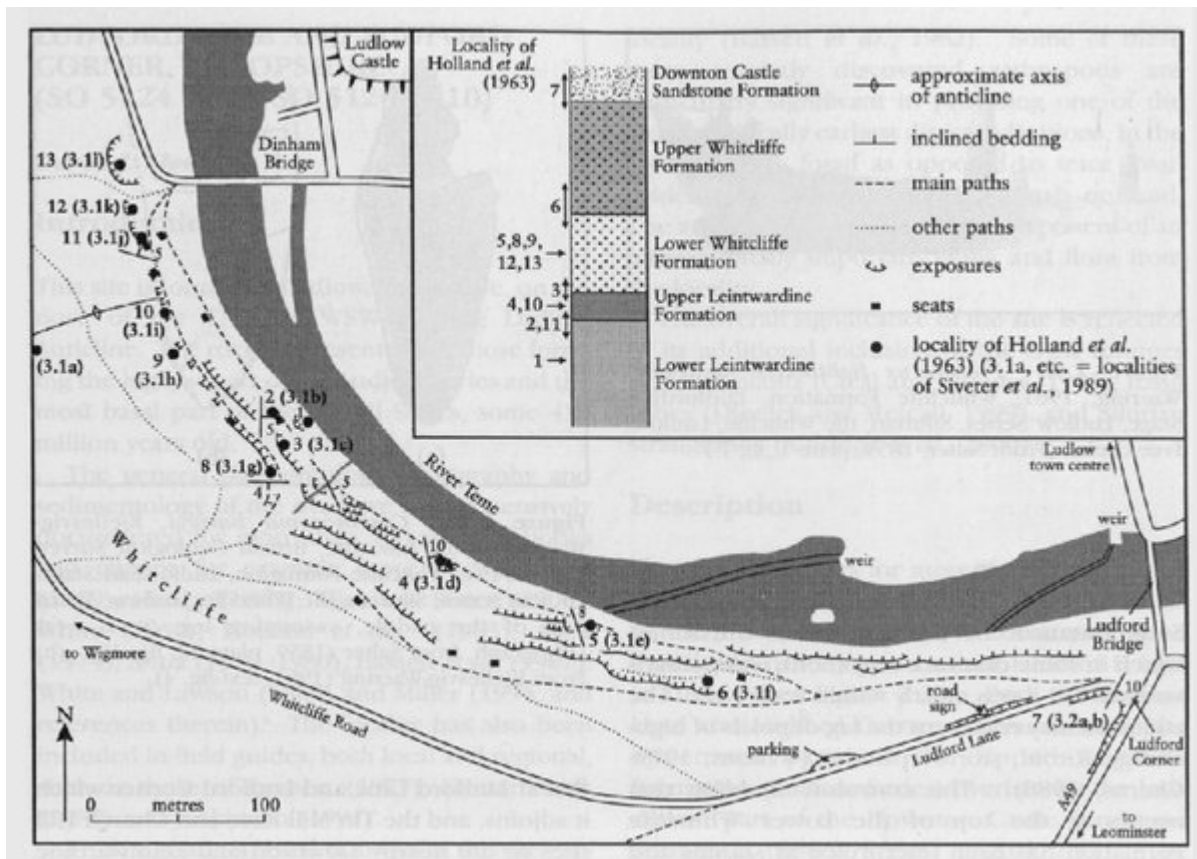 Ludlow
Castle
Dinham
Bridge
Locality of
Holland et al.
(1963)
7
6
5,8,9,
12,13
3
4,10
2,11
1
Downton Castle
Sandstone Formation
Upper Whitcliffe
Formation
Lower Whitcliffe
Formation
Upper Leintwardine
Formation
Lower Leintwardine
Formation
approximate axis
of anticline
inclined bedding
main paths
other paths
exposures
seats
locality of Holland et al.
(1963) (3.1a, etc. = localities
of Siveter et al., 1989)
13 (3.1l)
12 (3.1k)
11 (3.1j)
10
(3.1i)
9
(3.1h)
(3.1a)
2 (3.1b)
5
3 (3.1c)
8 (3.1g)
4
5
10
4 (3.1d)
River Teme
Whitcliffe
to Wigmore
Whitcliffe Road
N
0 metres 100
8
5 (3.1e)
6 (3.1f)
weir
weir
Ludlow
town centre
Ludford
Bridge
road
sign
10
7 (3.2a,b)
Ludford
Corner
parking
Ludford Lane
A49
to
Leominster